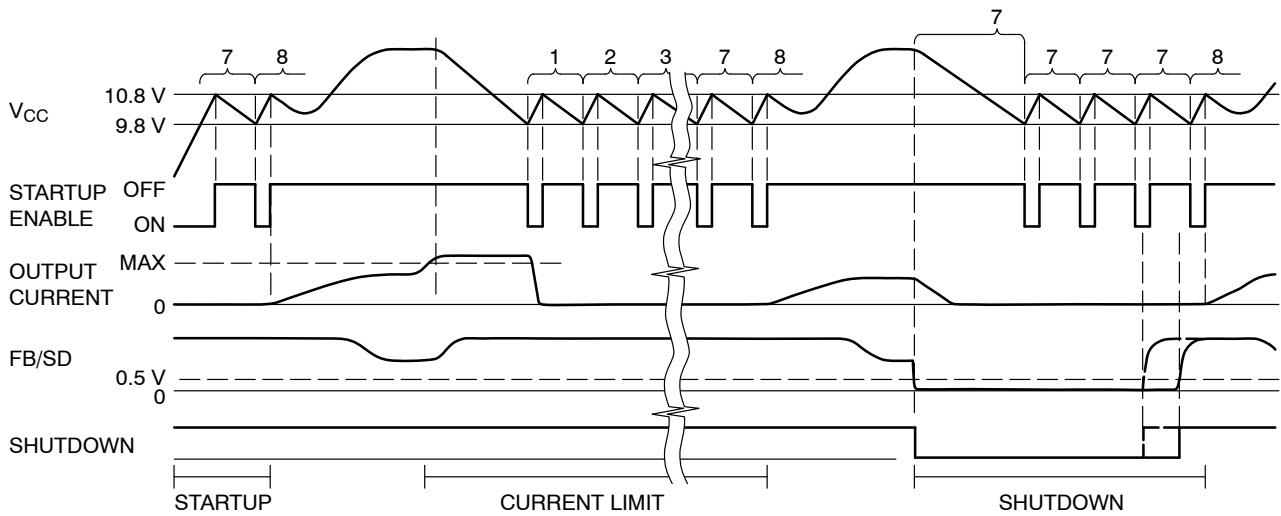 7
7 8 1 2 3 7 8 7 7 7 8
10.8 V
VCC
9.8 V
STARTUP ENABLE
OFF
ON
OUTPUT CURRENT
MAX
0
FB/SD
0.5 V
0
SHUTDOWN
STARTUP CURRENT LIMIT SHUTDOWN